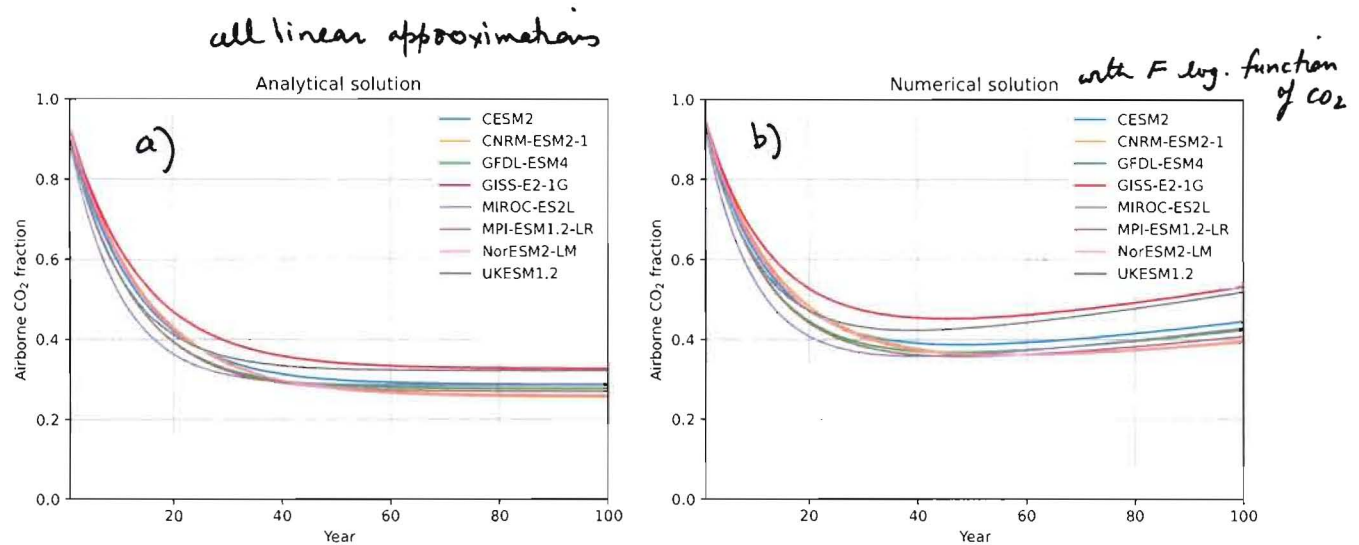 all linear approximations
Analytical solution
a)
CESM2
CNRM-ESM2-1
GFDL-ESM4
GISS-E2-1G
MIROC-ES2L
MPI-ESM1.2-LR
NorESM2-LM
UKESM1.2
Airborne CO₂ fraction
1.0
0.8
0.6
0.4
0.2
0.0
20
40
60
80
100
Year
with F log. function
of CO₂
Numerical solution
b)
CESM2
CNRM-ESM2-1
GFDL-ESM4
GISS-E2-1G
MIROC-ES2L
MPI-ESM1.2-LR
NorESM2-LM
UKESM1.2
Airborne CO₂ fraction
1.0
0.8
0.6
0.4
0.2
0.0
20
40
60
80
100
Year